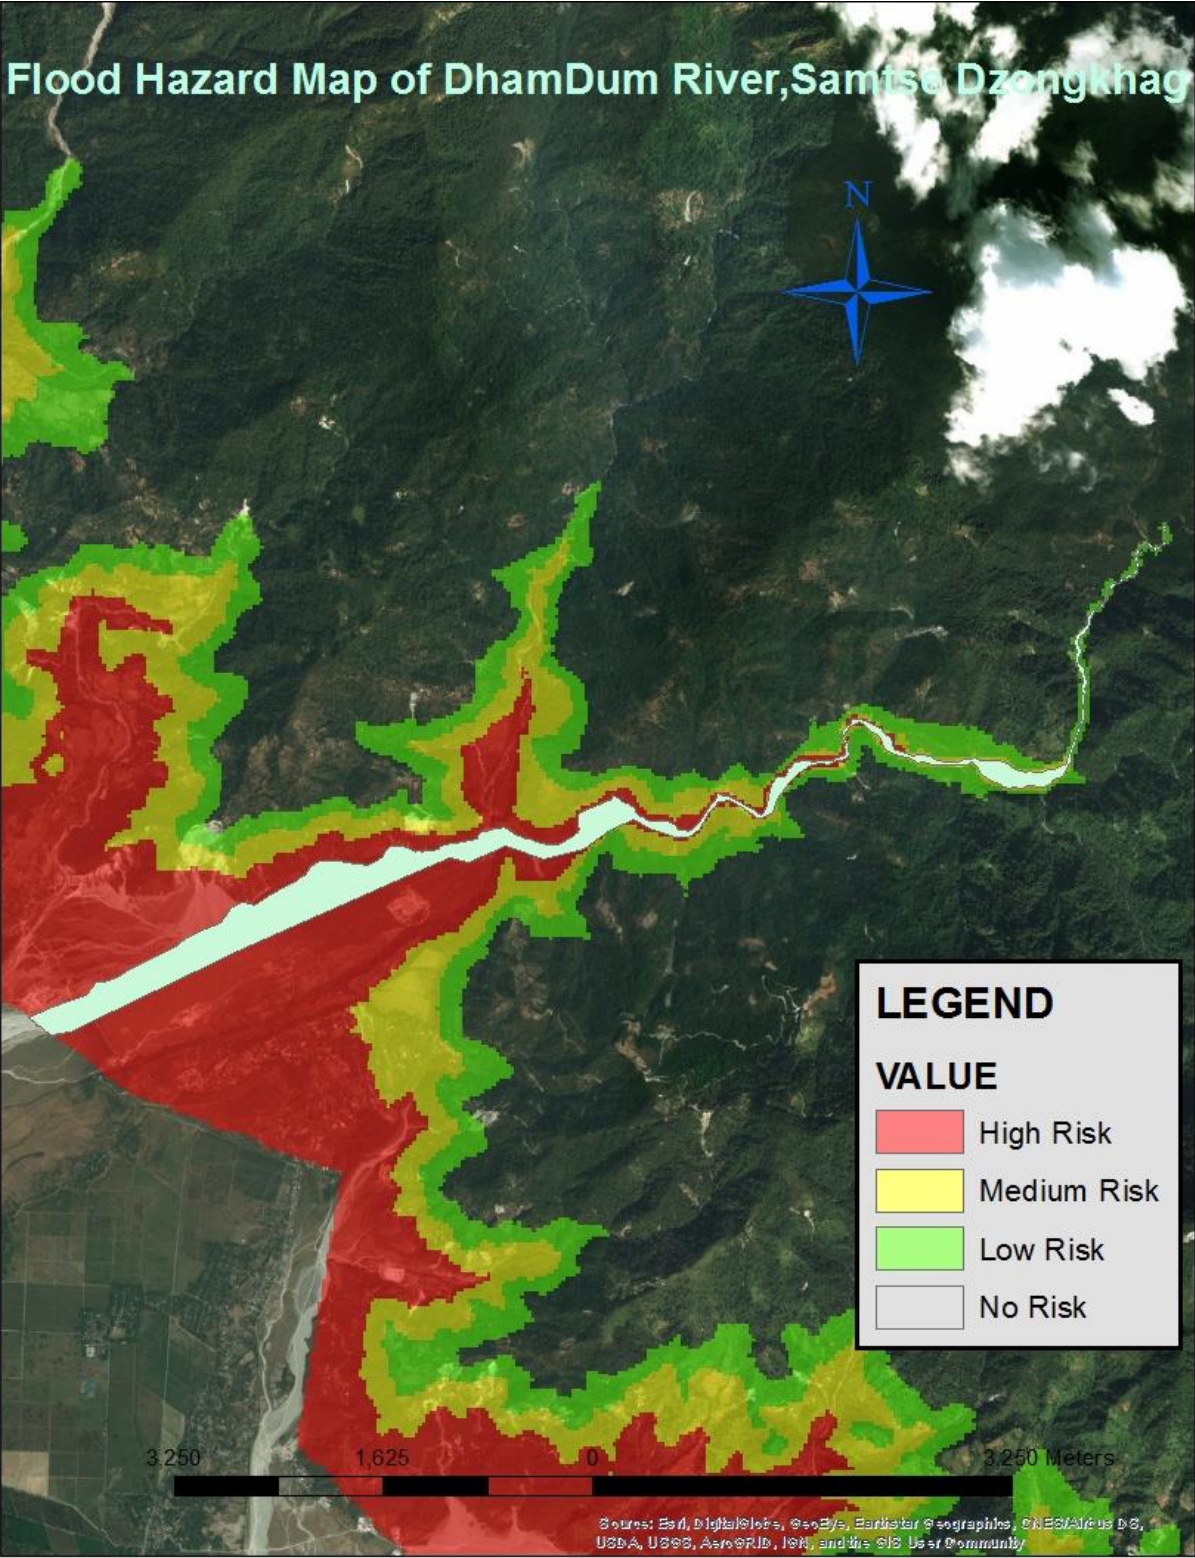 Flood Hazard Map of DhamDum River,Samtse Dzongkhag
N
LEGEND
VALUE
High Risk
Medium Risk
Low Risk
No Risk
3,250 1,625 0 3,250 Meters
Source: Esri, DigitalGlobe, GeoEye, Earthstar Geographics, CNES/Airbus DS,
USDA, USGS, AeroGRID, IGN, and the GIS User Community